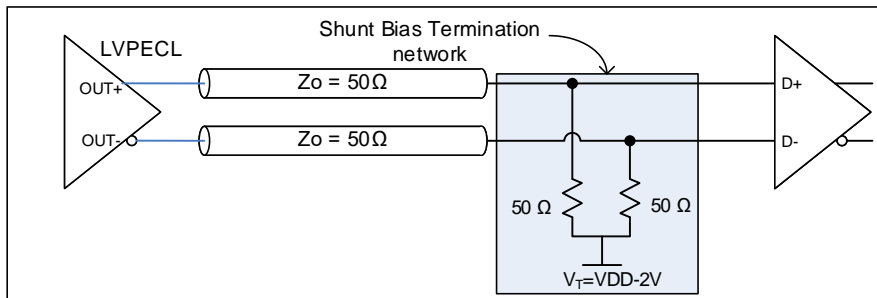 Shunt Bias Termination
network
LVPECL
OUT+
Zo = 50Ω
D+
OUT-
Zo = 50Ω
D-
50 Ω
50 Ω
VT=VDD-2V